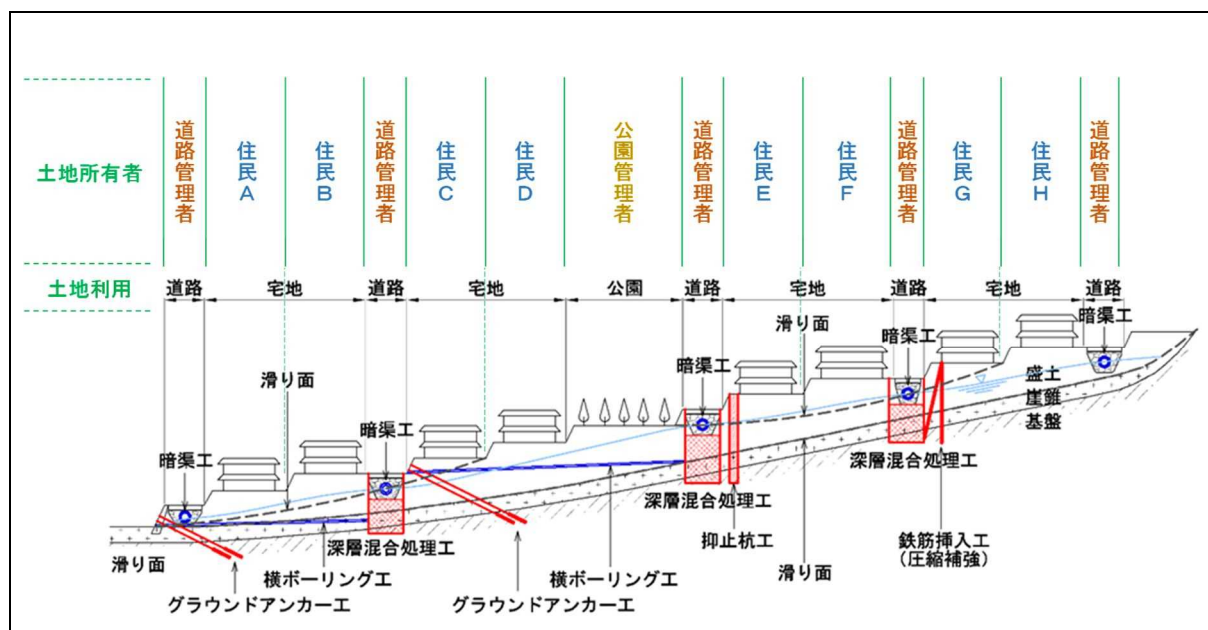 土地所有者
道路管理者
住民A
住民B
道路管理者
住民C
住民D
公園管理者
道路管理者
住民E
住民F
道路管理者
住民G
住民H
道路管理者
土地利用
道路
宅地
道路
宅地
公園
道路
宅地
道路
宅地
道路
暗渠工
滑り面
暗渠工
暗渠工
滑り面
暗渠工
暗渠工
盛土
崖錐
基盤
滑り面
グラウンドアンカー工
横ボーリング工
深層混合処理工
グラウンドアンカー工
横ボーリング工
深層混合処理工
抑止杭工
滑り面
深層混合処理工
鉄筋挿入工
(圧縮補強)